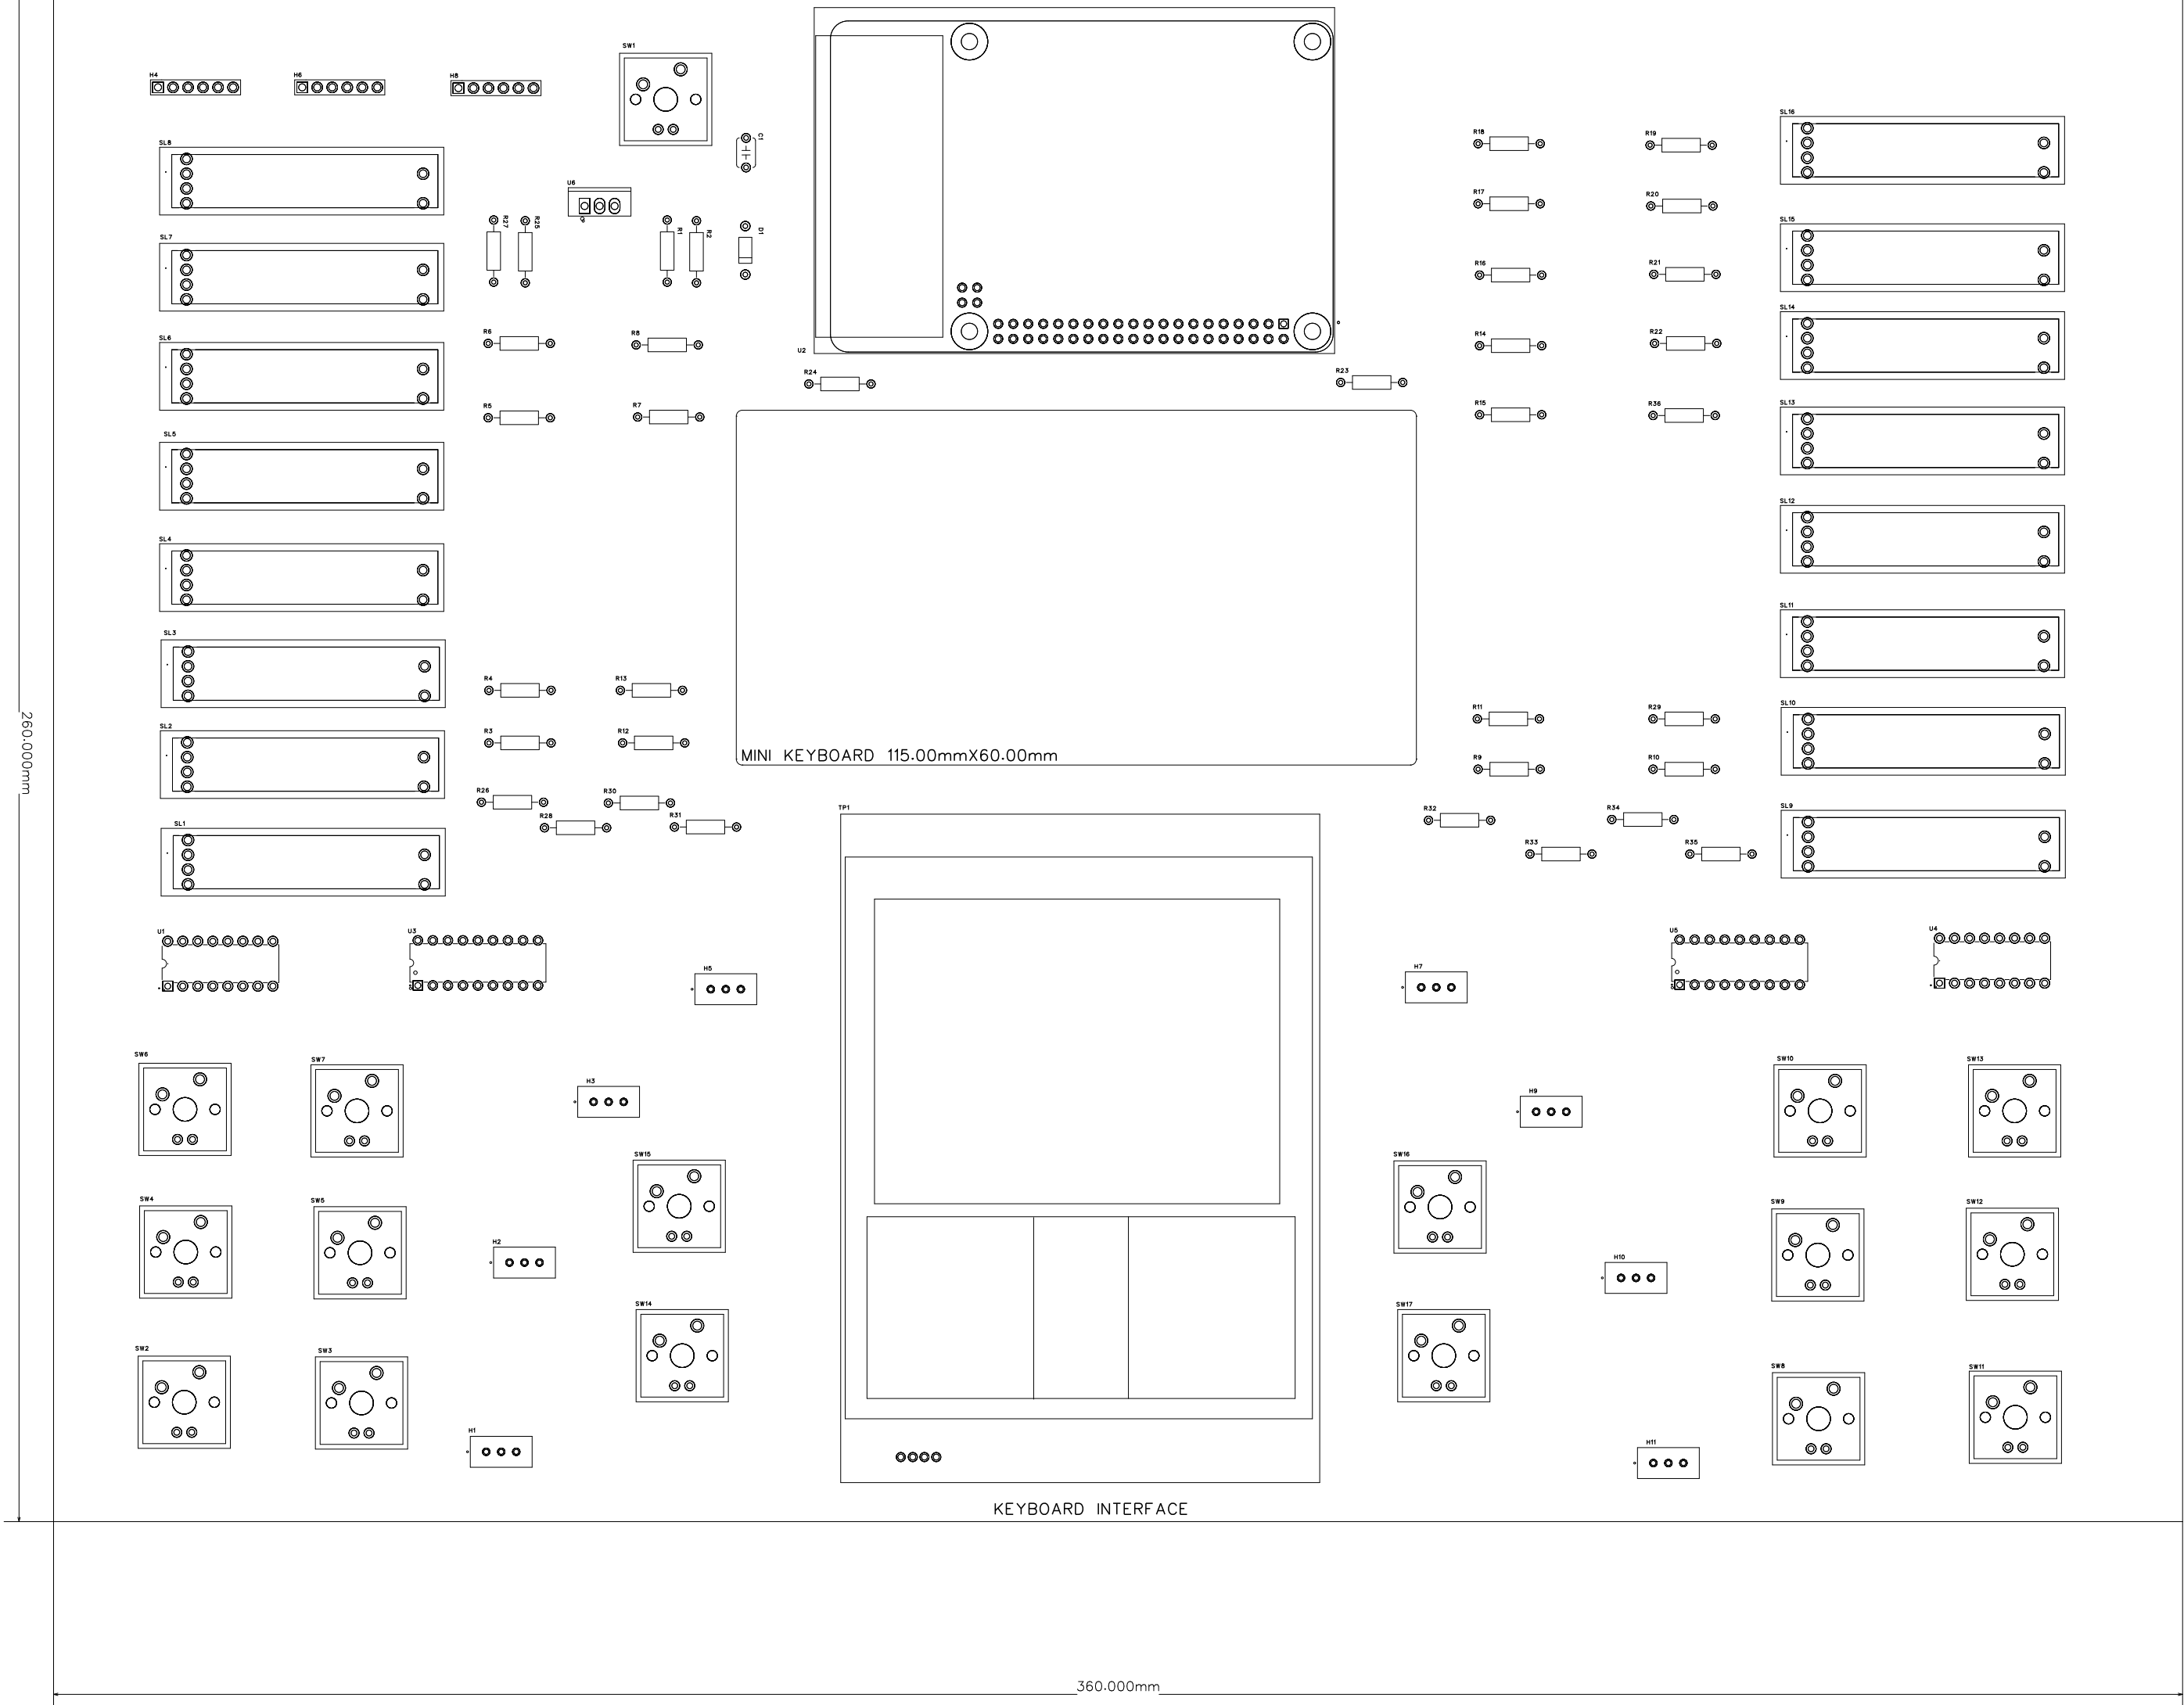 SW1
H4
H6
H8
SL16
R18
R19
C1
SL8
U6
R17
R20
R27
R25
R1
R2
D1
SL15
SL7
R16
R21
SL14
SL6
R6
R8
U2
R14
R22
R24
R23
SL13
R5
R7
R15
R36
SL5
SL12
SL4
SL11
SL3
R4
R13
SL10
R11
R29
SL2
R3
R12
MINI KEYBOARD 115.00mmX60.00mm
260.000mm
R9
R10
R26
R30
R28
R31
TP1
R32
R34
SL9
SL1
R33
R35
U1
U3
U5
U4
H5
H7
SW6
SW7
SW10
SW13
H3
H9
SW15
SW16
SW4
SW5
SW9
SW12
H2
H10
SW14
SW17
SW2
SW3
SW8
SW11
H1
H11
KEYBOARD INTERFACE
360.000mm